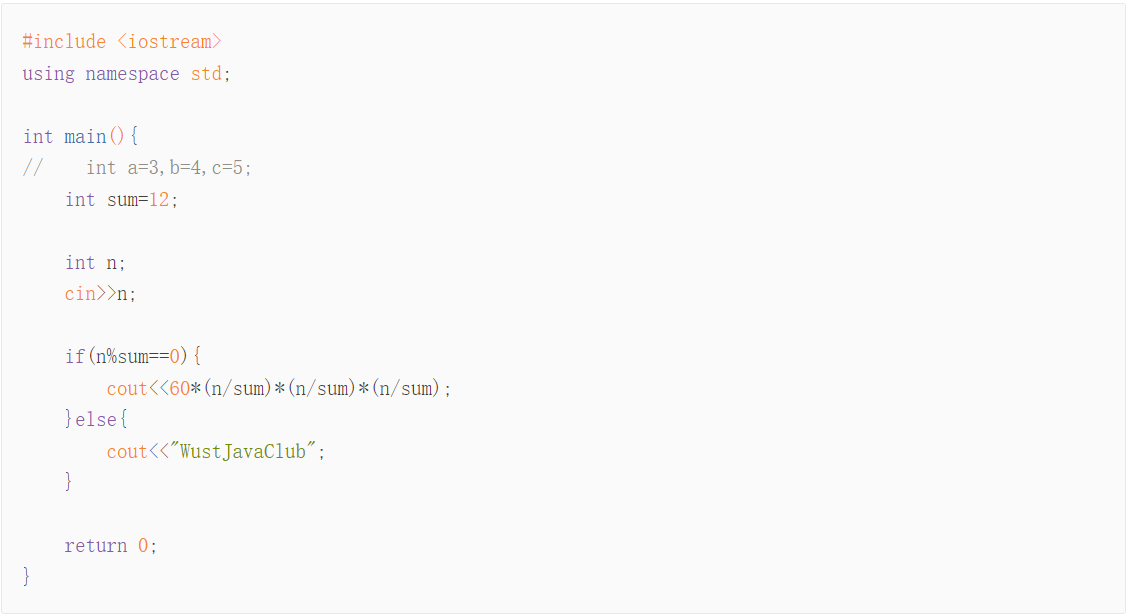 #include <iostream>
using namespace std;

int main(){
//    int a=3,b=4,c=5;
    int sum=12;

    int n;
    cin>>n;

    if(n%sum==0){
        cout<<60*(n/sum)*(n/sum)*(n/sum);
    }else{
        cout<<"WustJavaClub";
    }

    return 0;
}